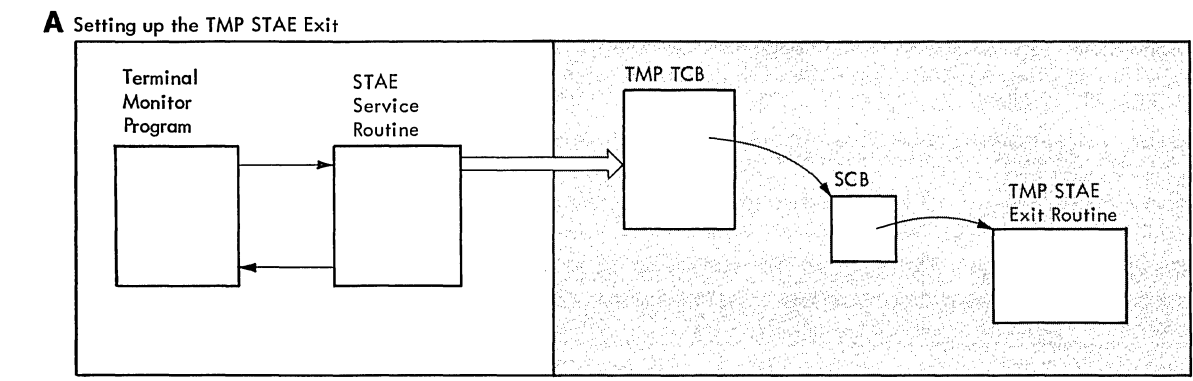 A Setting up the TMP STAE Exit
Terminal
Monitor
Program
STAE
Service
Routine
TMP TCB
SCB
TMP STAE
Exit Routine